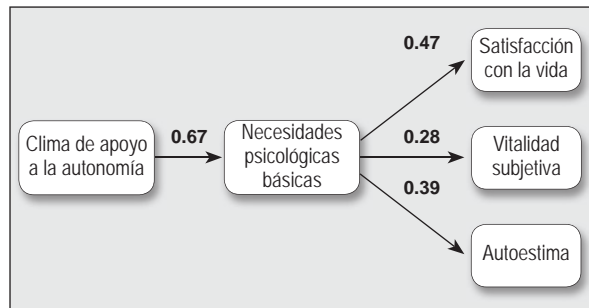 Clima de apoyo
a la autonomía
0.67
Necesidades
psicológicas
básicas
0.47
Satisfacción
con la vida
0.28
Vitalidad
subjetiva
0.39
Autoestima